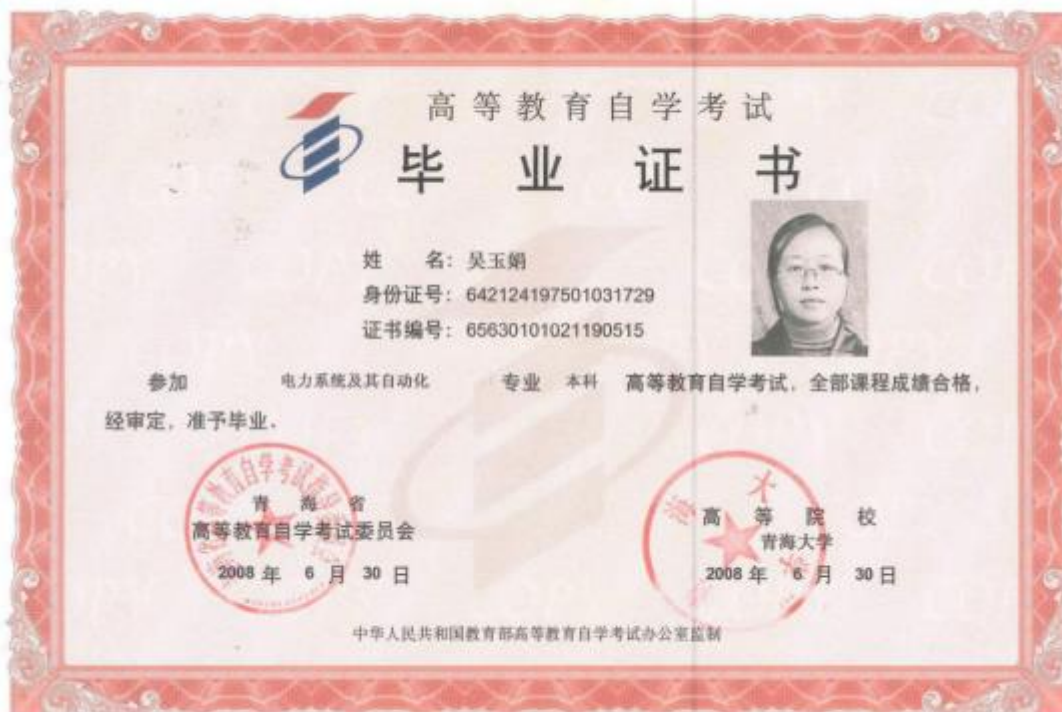 高等教育自学考试
毕业证书
姓 名：吴玉娟
身份证号：642124197501031729
证书编号：65630101021190515
参加 电力系统及其自动化 专业 本科 高等教育自学考试，全部课程成绩合格，
经审定，准予毕业。
青海省
高等教育自学考试委员会
2008 年 6 月 30 日
高等院校
青海大学
2008 年 6 月 30 日
中华人民共和国教育部高等教育自学考试办公室监制